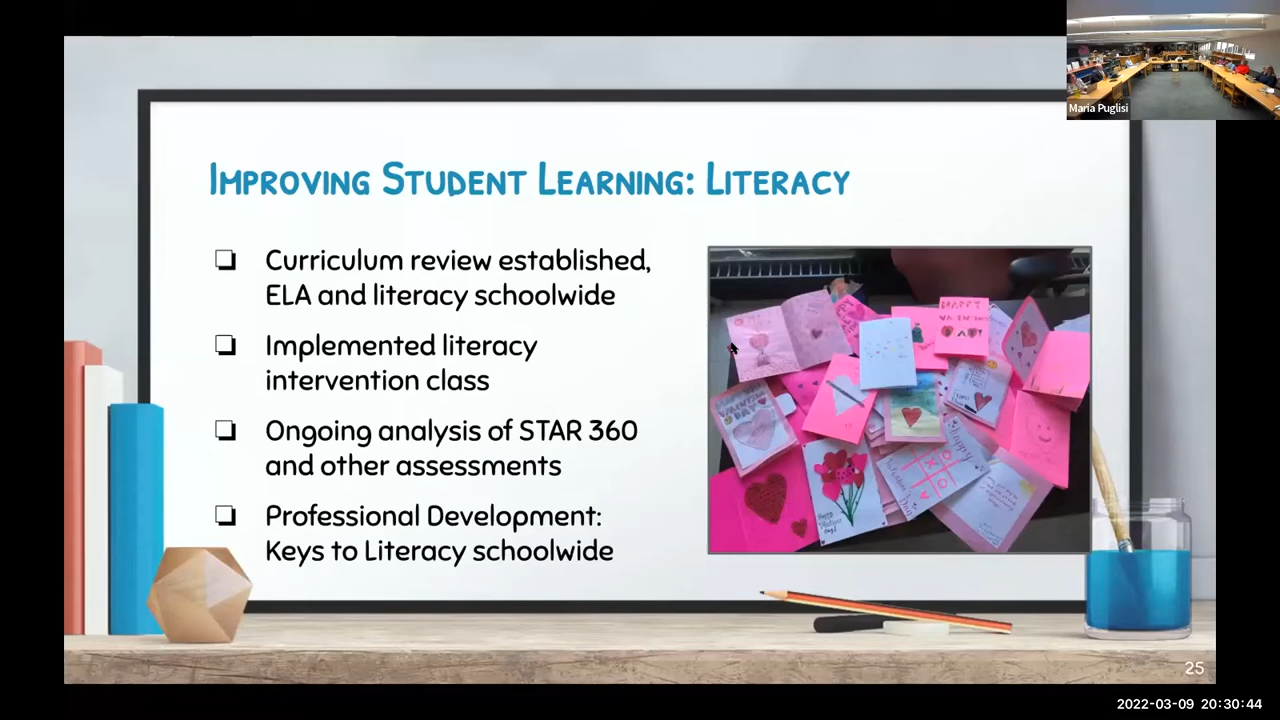 Maria Puglisi
Improving Student Learning: Literacy
❏ Curriculum review established,
ELA and literacy schoolwide
❏ Implemented literacy
intervention class
❏ Ongoing analysis of STAR 360
and other assessments
❏ Professional Development:
Keys to Literacy schoolwide
HAPPY
happy
25
2022-03-09 20:30:44